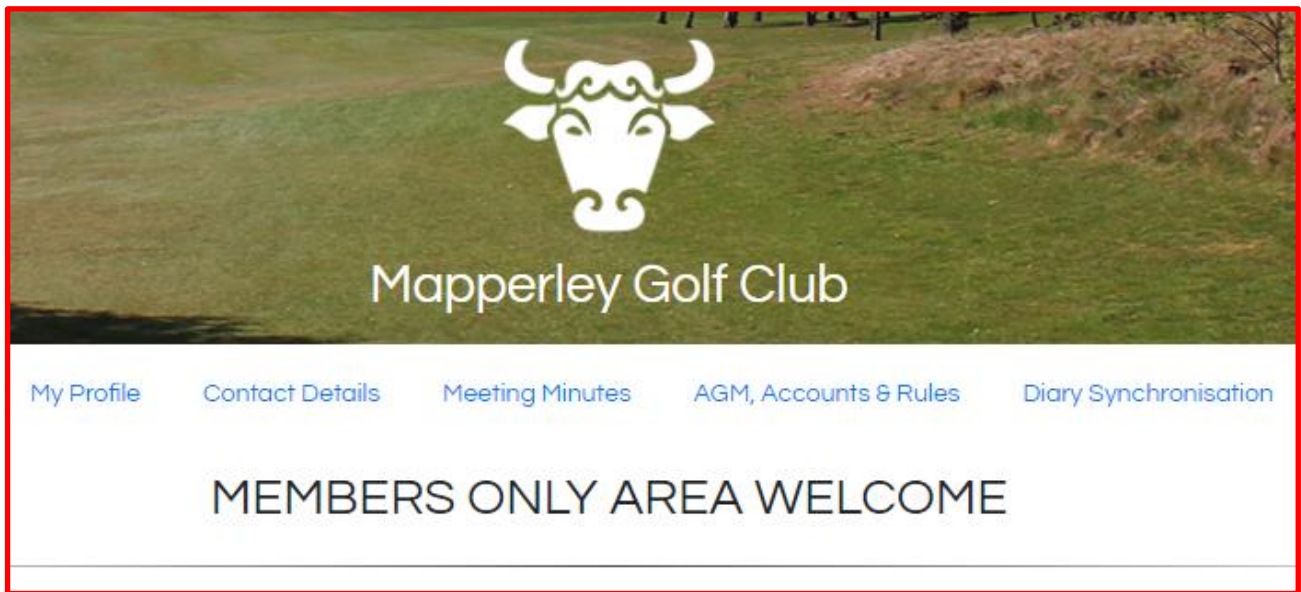 Mapperley Golf Club
My Profile Contact Details Meeting Minutes AGM, Accounts & Rules Diary Synchronisation
MEMBERS ONLY AREA WELCOME